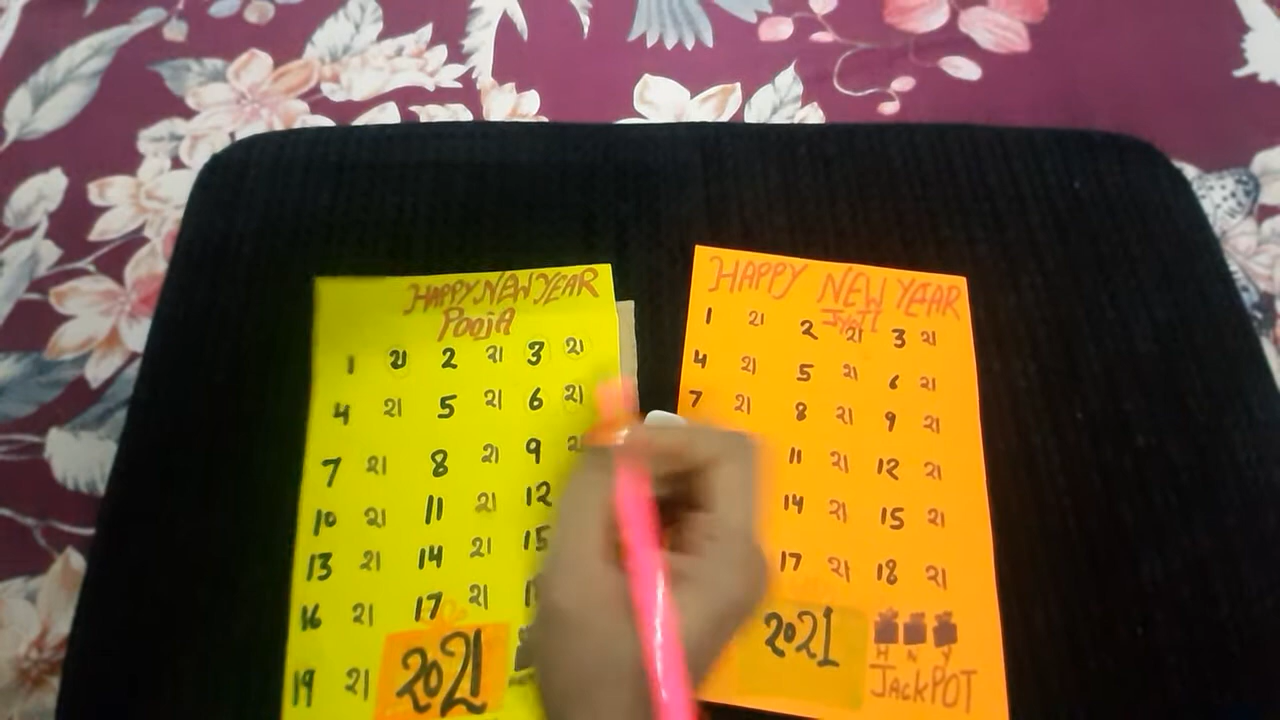 HAPPY NEW YEAR
POOJA
1 21 2 21 3 21
4 21 5 21 6 21
7 21 8 21 9
10 21 11 21 12
13 21 14 21 15
16 21 17 21
19 21 2021
HAPPY NEW YEAR
1 21 2 21 3 21
4 21 5 21 6 21
7 21 8 21 9 21
11 21 12 21
14 21 15 21
17 21 18 21
2021
H N Y
JackPOT